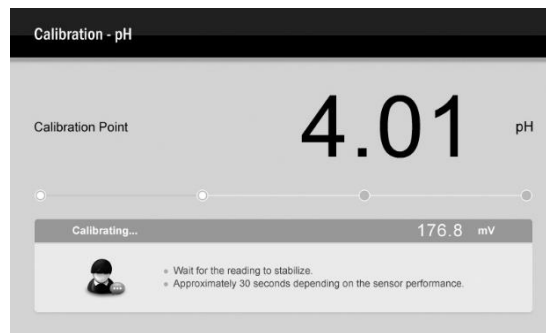 Calibration - pH
Calibration Point 4.01 pH
Calibrating... 176.8 mV
Wait for the reading to stabilize.
Approximately 30 seconds depending on the sensor performance.